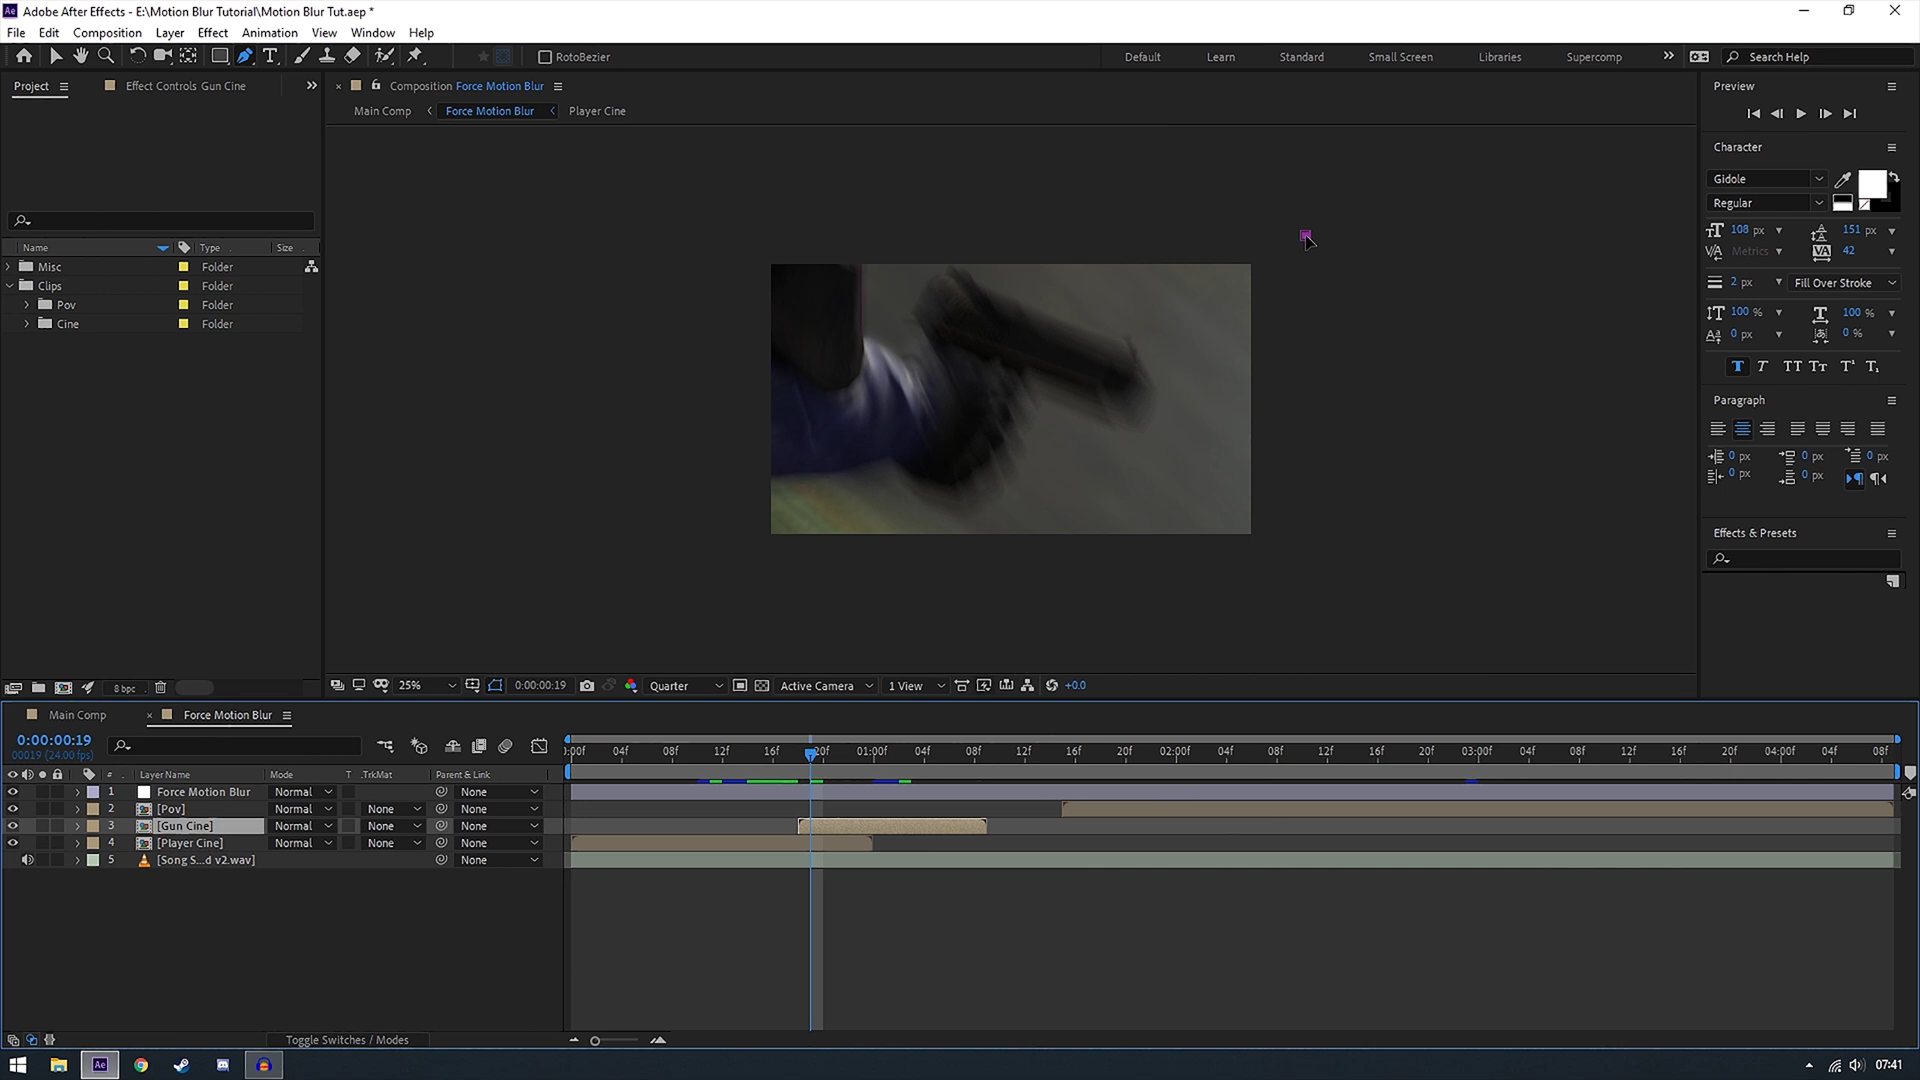 Adobe After Effects - E:\Motion Blur Tutorial\Motion Blur Tut.aep *
File Edit Composition Layer Effect Animation View Window Help
RotoBezier
Default Learn Standard Small Screen Libraries Supercomp Search Help
Project Effect Controls Gun Cine
Composition Force Motion Blur
Main Comp Force Motion Blur Player Cine
Preview
Character
Gidole
Regular
108 px 151 px
Metrics 42
2 px Fill Over Stroke
100 % 100 %
0 px 0 %
T T TT Tt T¹ T₁
Paragraph
0 px 0 px 0 px
0 px 0 px
Effects & Presets
Name Type Size
Misc Folder
Clips Folder
Pov Folder
Cine Folder
8 bpc
25% 0:00:00:19 Quarter Active Camera 1 View +0.0
Main Comp Force Motion Blur
0:00:00:19
00019 (24.00 fps)
:00f 04f 08f 12f 16f 20f 01:00f 04f 08f 12f 16f 20f 02:00f 04f 08f 12f 16f 20f 03:00f 04f 08f 12f 16f 20f 04:00f 04f 08f
# Layer Name Mode T .TrkMat Parent & Link
1 Force Motion Blur Normal None
2 [Pov] Normal None None
3 [Gun Cine] Normal None None
4 [Player Cine] Normal None None
5 [Song S...d v2.wav] None
Toggle Switches / Modes
Ae 07:41